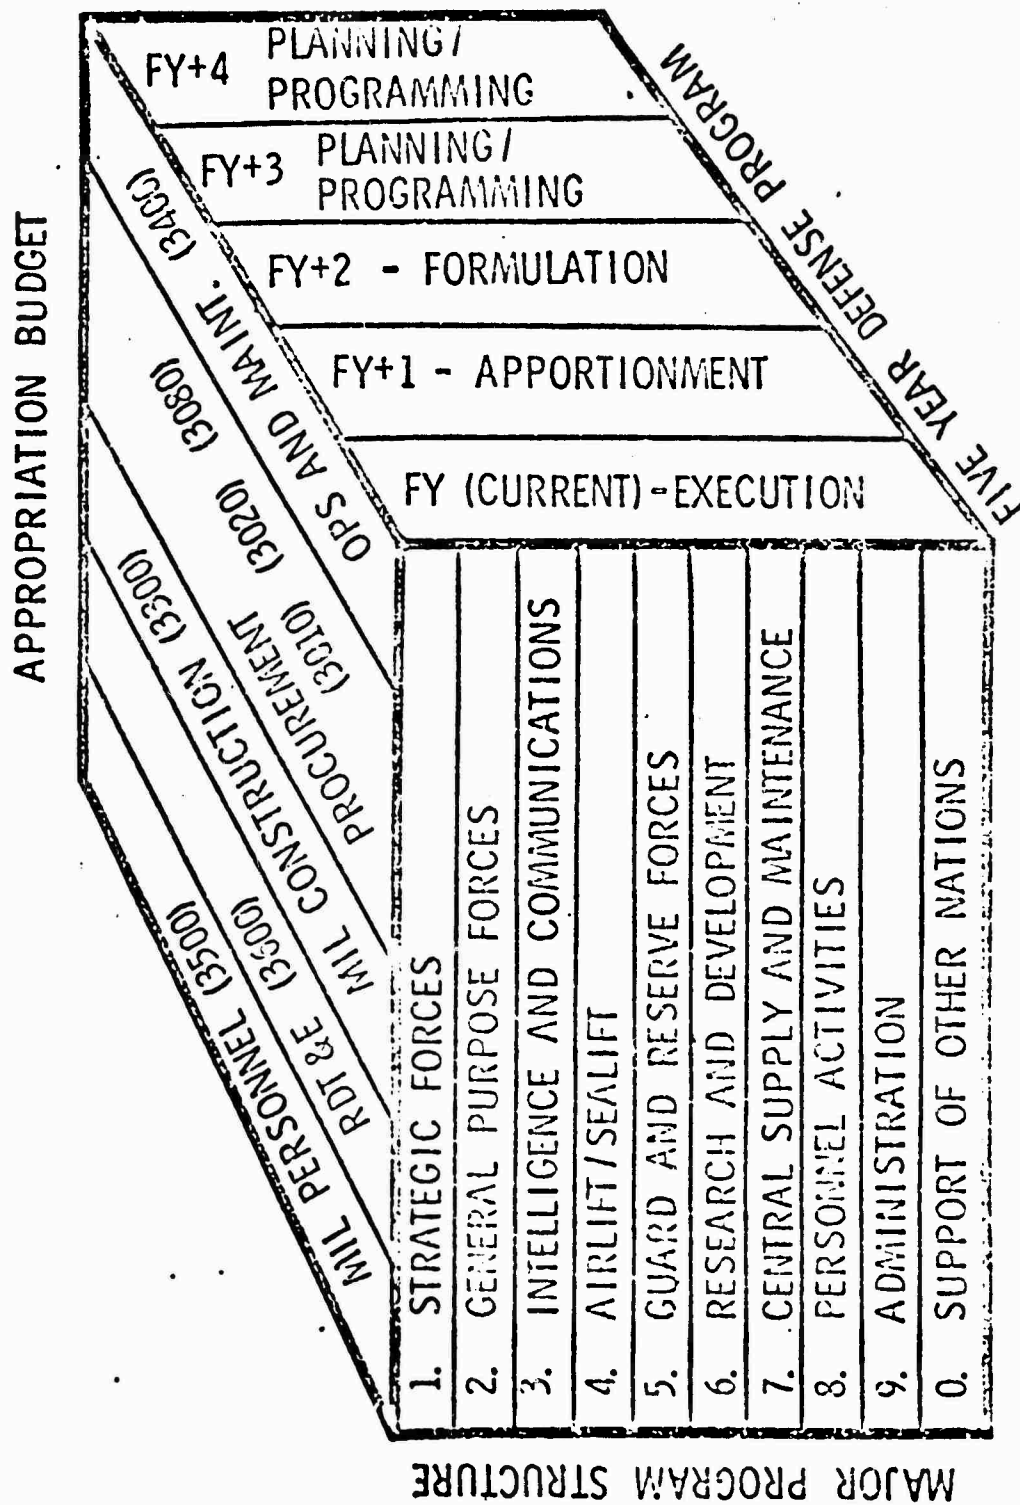 APPROPRIATION BUDGET
MIL PERSONNEL (3500)
RDT &E (3600)
MIL CONSTRUCTION (3300)
PROCUREMENT
(3010) (3020) (3080)
OPS AND MAINT. (3400)
MAJOR PROGRAM STRUCTURE
1. STRATEGIC FORCES
2. GENERAL PURPOSE FORCES
3. INTELLIGENCE AND COMMUNICATIONS
4. AIRLIFT/SEALIFT
5. GUARD AND RESERVE FORCES
6. RESEARCH AND DEVELOPMENT
7. CENTRAL SUPPLY AND MAINTENANCE
8. PERSONNEL ACTIVITIES
9. ADMINISTRATION
0. SUPPORT OF OTHER NATIONS
FY (CURRENT)-EXECUTION
FY+1 - APPORTIONMENT
FY+2 - FORMULATION
FY+3 PLANNING/
PROGRAMMING
FY+4 PLANNING/
PROGRAMMING
FIVE YEAR DEFENSE PROGRAM